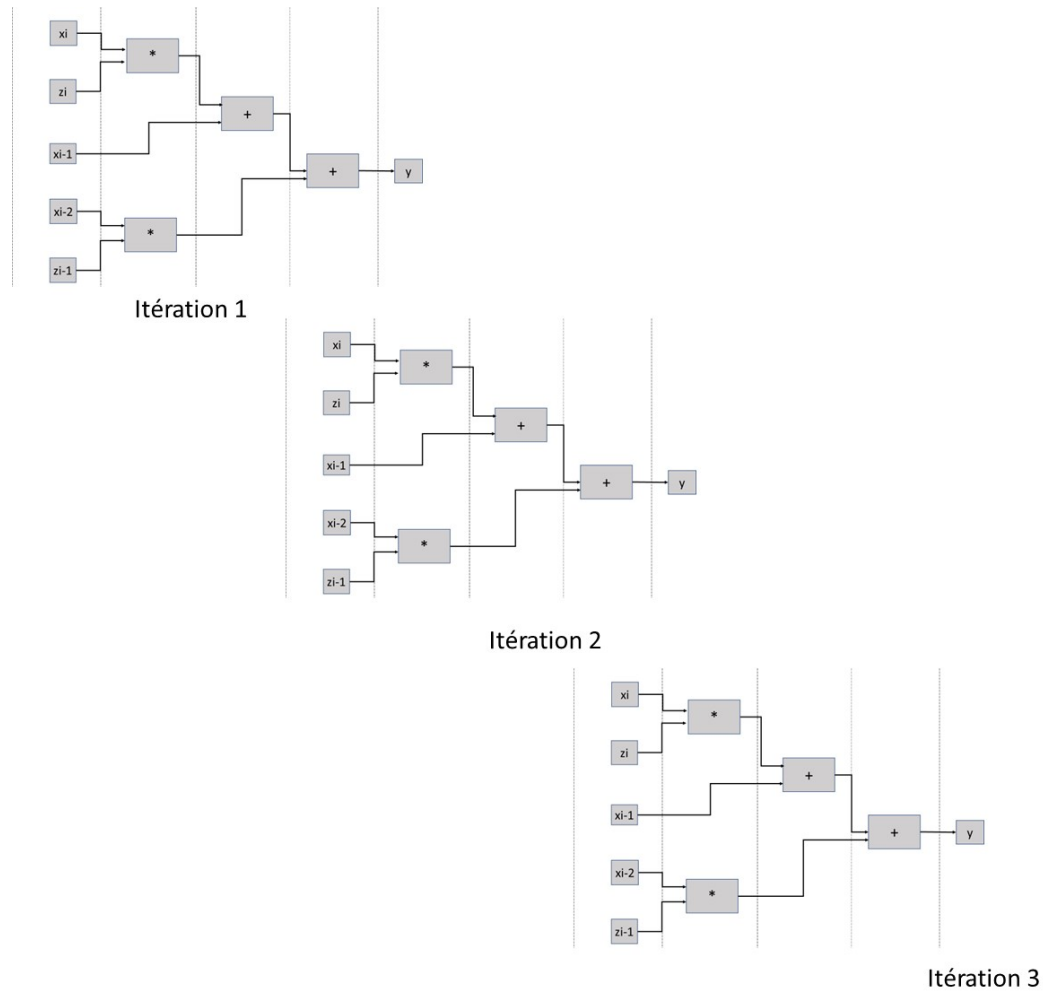 xi
*
zi
+
xi-1
+
y
xi-2
*
zi-1
Itération 1
xi
*
zi
+
xi-1
+
y
xi-2
*
zi-1
Itération 2
xi
*
zi
+
xi-1
+
y
xi-2
*
zi-1
Itération 3